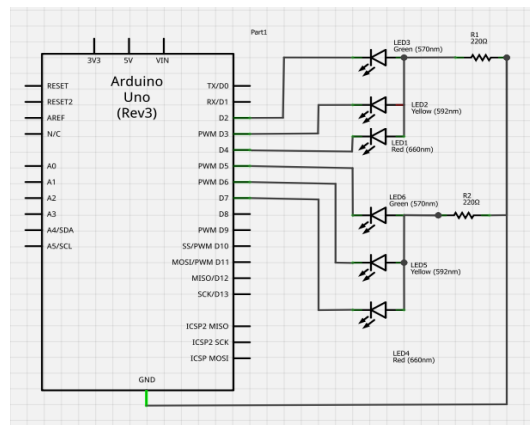 Part1
3V3
5V
VIN
Arduino
Uno
(Rev3)
RESET
RESET2
AREF
N/C
A0
A1
A2
A3
A4/SDA
A5/SCL
TX/D0
RX/D1
D2
PWM D3
D4
PWM D5
PWM D6
D7
D8
PWM D9
SS/PWM D10
MOSI/PWM D11
MISO/D12
SCK/D13
ICSP2 MISO
ICSP2 SCK
ICSP MOSI
GND
LED3
Green (570nm)
R1
220Ω
LED2
Yellow (592nm)
LED1
Red (660nm)
LED6
Green (570nm)
R2
220Ω
LED5
Yellow (592nm)
LED4
Red (660nm)